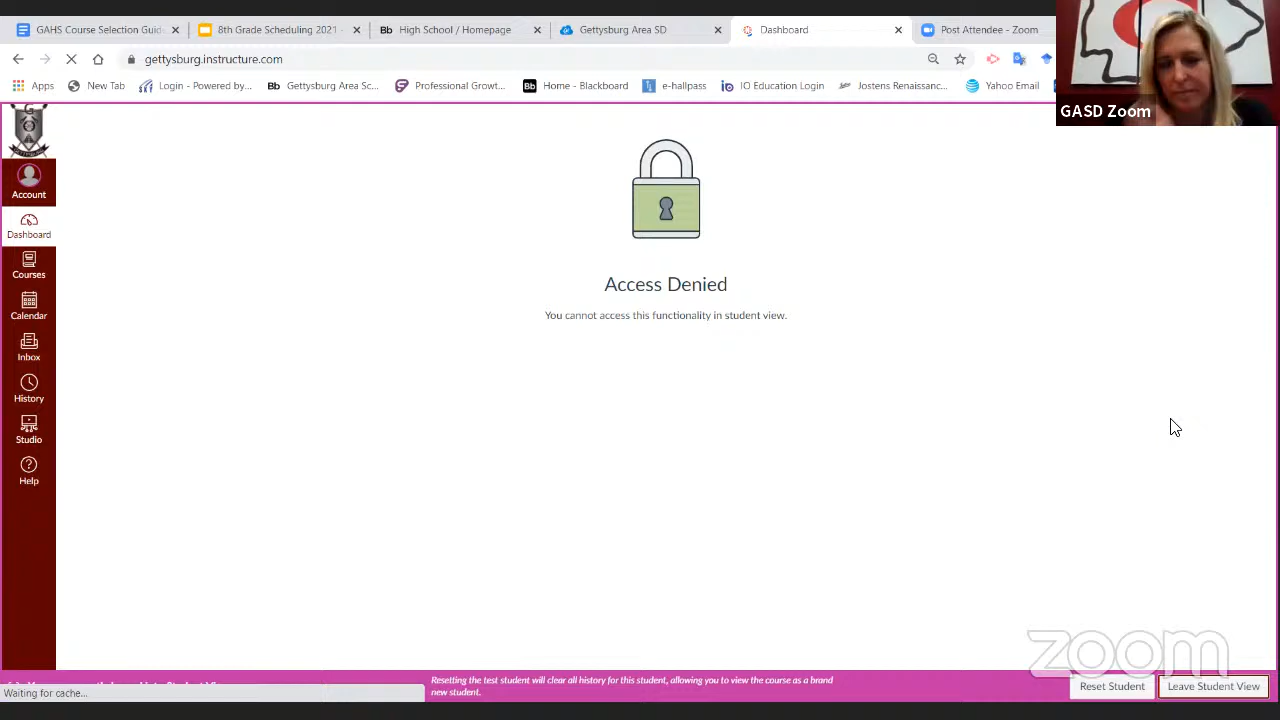 GAHS Course Selection Guid
8th Grade Scheduling 2021 -
Bb High School / Homepage
Gettysburg Area SD
Dashboard
Post Attendee - Zoom
gettysburg.instructure.com
Apps
New Tab
Login - Powered by...
Bb Gettysburg Area Sc...
Professional Growt...
Bb Home - Blackboard
e-hallpass
IO Education Login
Jostens Renaissanc...
Yahoo Email
GASD Zoom
Account
Dashboard
Courses
Calendar
Inbox
History
Studio
Help
Access Denied
You cannot access this functionality in student view.
zoom
Waiting for cache...
Resetting the test student will clear all history for this student, allowing you to view the course as a brand
new student.
Reset Student
Leave Student View